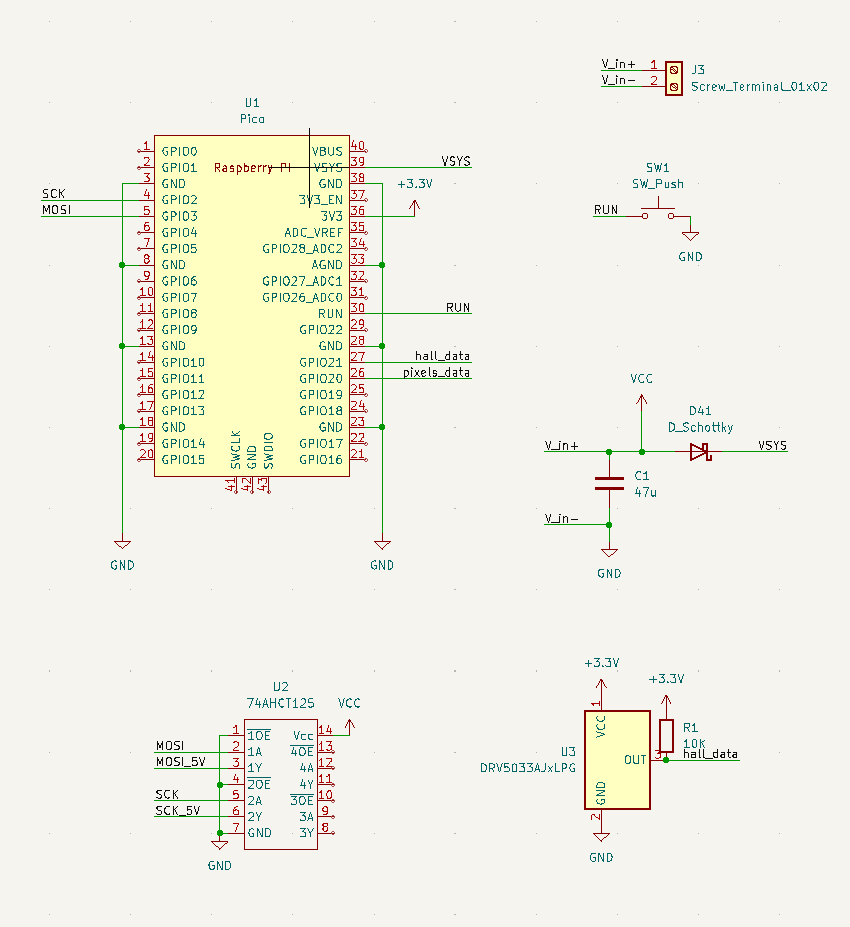 V_in+ 1 J3
V_in- 2 Screw_Terminal_01x02
U1
Pico
1 GPIO0 VBUS 40
2 GPIO1 Raspberry Pi VSYS 39 VSYS
3 GND GND 38 +3.3V
SCK 4 GPIO2 3V3_EN 37
MOSI 5 GPIO3 3V3 36
6 GPIO4 ADC_VREF 35
7 GPIO5 GPIO28_ADC2 34
8 GND AGND 33
9 GPIO6 GPIO27_ADC1 32
10 GPIO7 GPIO26_ADC0 31
11 GPIO8 RUN 30 RUN
12 GPIO9 GPIO22 29
13 GND GND 28
14 GPIO10 GPIO21 27 hall_data
15 GPIO11 GPIO20 26 pixels_data
16 GPIO12 GPIO19 25
17 GPIO13 GPIO18 24
18 GND GND 23
19 GPIO14 GPIO17 22
20 GPIO15 GPIO16 21
SWCLK GND SWDIO
41 42 43
GND GND
SW1
SW_Push
RUN
GND
VCC
D41
D_Schottky
V_in+ VSYS
C1
47u
V_in-
GND
U2
74AHCT125 VCC
1 1OE Vcc 14
MOSI 2 1A 4OE 13
MOSI_5V 3 1Y 4A 12
4 2OE 4Y 11
SCK 5 2A 3OE 10
SCK_5V 6 2Y 3A 9
7 GND 3Y 8
GND
+3.3V
+3.3V
1
VCC
R1
10K
U3
DRV5033AJxLPG
OUT 3 hall_data
GND
2
GND